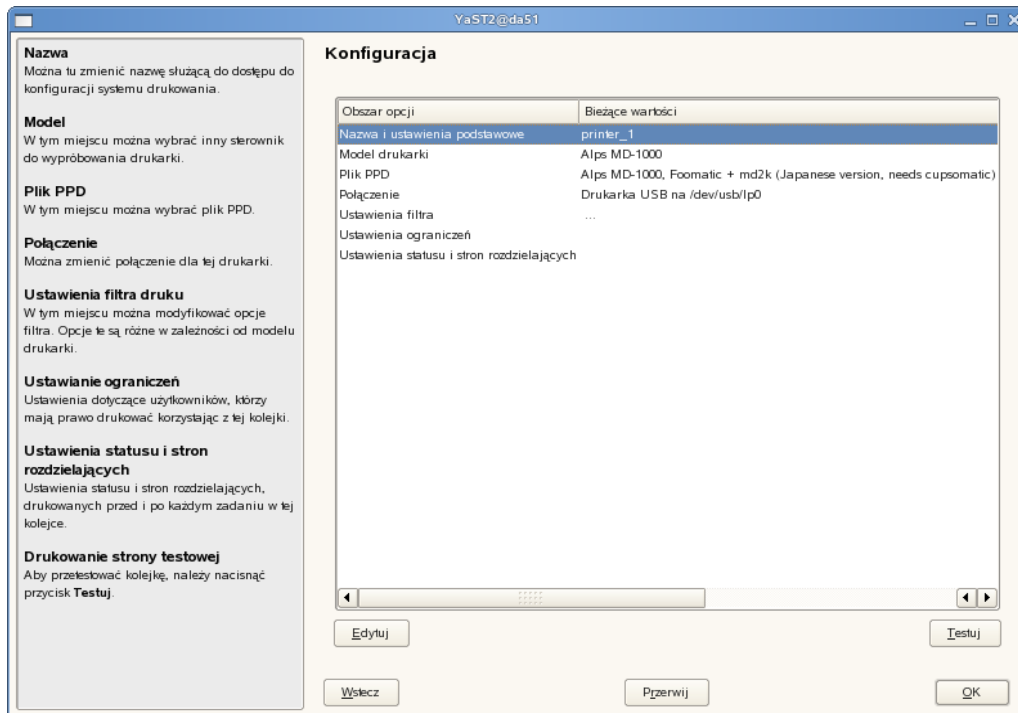 YaST2@da51
Nazwa
Można tu zmienić nazwę służącą do dostępu do
konfiguracji systemu drukowania.
Model
W tym miejscu można wybrać inny sterownik
do wypróbowania drukarki.
Plik PPD
W tym miejscu można wybrać plik PPD.
Połączenie
Można zmienić połączenie dla tej drukarki.
Ustawienia filtra druku
W tym miejscu można modyfikować opcje
filtra. Opcje te są różne w zależności od modelu
drukarki.
Ustawianie ograniczeń
Ustawienia dotyczące użytkowników, którzy
mają prawo drukować korzystając z tej kolejki.
Ustawienia statusu i stron
rozdzielających
Ustawienia statusu i stron rozdzielających,
drukowanych przed i po każdym zadaniu w tej
kolejce.
Drukowanie strony testowej
Aby przetestować kolejkę, należy nacisnąć
przycisk Testuj.
Konfiguracja
Obszar opcji Bieżące wartości
Nazwa i ustawienia podstawowe printer_1
Model drukarki Alps MD-1000
Plik PPD Alps MD-1000, Foomatic + md2k (Japanese version, needs cupsomatic)
Połączenie Drukarka USB na /dev/usb/lp0
Ustawienia filtra ...
Ustawienia ograniczeń
Ustawienia statusu i stron rozdzielających
Edytuj Testuj
Wstecz Przerwij OK